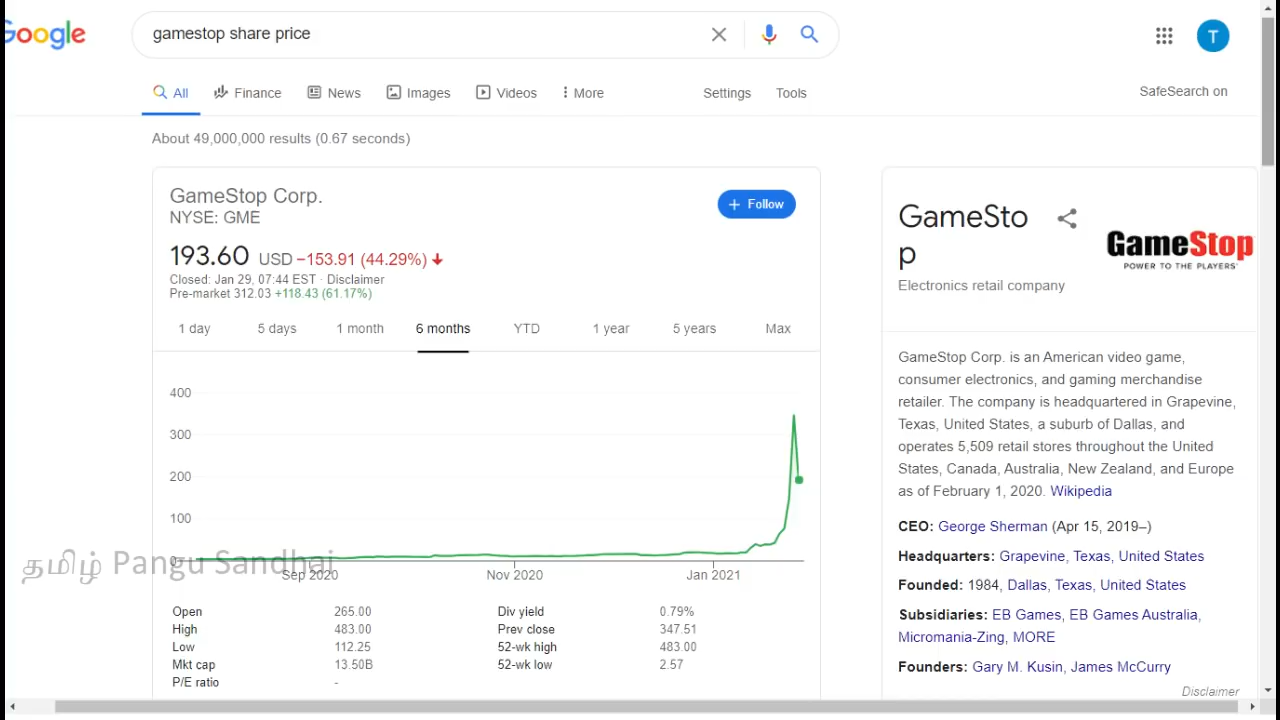 Google
gamestop share price
T
All
Finance
News
Images
Videos
More
Settings
Tools
SafeSearch on
About 49,000,000 results (0.67 seconds)
GameStop Corp.
NYSE: GME
Follow
193.60 USD −153.91 (44.29%)
Closed: Jan 29, 07:44 EST · Disclaimer
Pre-market 312.03 +118.43 (61.17%)
1 day
5 days
1 month
6 months
YTD
1 year
5 years
Max
400
300
200
100
0
Sep 2020
Nov 2020
Jan 2021
தமிழ் Pangu Sandhai
Open 265.00
High 483.00
Low 112.25
Mkt cap 13.50B
P/E ratio -
Div yield 0.79%
Prev close 347.51
52-wk high 483.00
52-wk low 2.57
GameSto
p
Electronics retail company
GameStop
POWER TO THE PLAYERS
GameStop Corp. is an American video game,
consumer electronics, and gaming merchandise
retailer. The company is headquartered in Grapevine,
Texas, United States, a suburb of Dallas, and
operates 5,509 retail stores throughout the United
States, Canada, Australia, New Zealand, and Europe
as of February 1, 2020. Wikipedia
CEO: George Sherman (Apr 15, 2019–)
Headquarters: Grapevine, Texas, United States
Founded: 1984, Dallas, Texas, United States
Subsidiaries: EB Games, EB Games Australia,
Micromania-Zing, MORE
Founders: Gary M. Kusin, James McCurry
Disclaimer